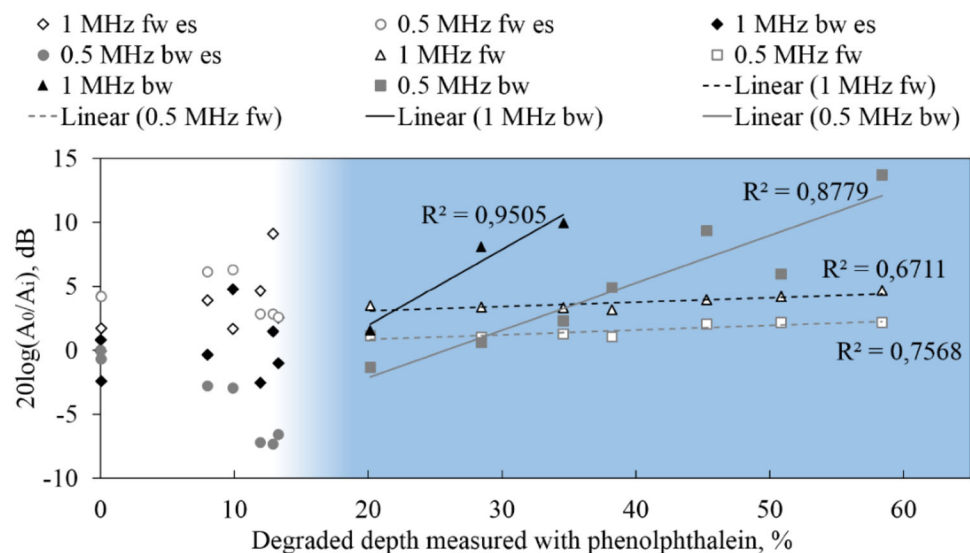 1 MHz fw es 0.5 MHz fw es 1 MHz bw es
0.5 MHz bw es 1 MHz fw 0.5 MHz fw
1 MHz bw 0.5 MHz bw Linear (1 MHz fw)
Linear (0.5 MHz fw) Linear (1 MHz bw) Linear (0.5 MHz bw)
20log(A₀/Aᵢ), dB
15
10
5
0
-5
-10
R² = 0,9505
R² = 0,8779
R² = 0,6711
R² = 0,7568
0 10 20 30 40 50 60
Degraded depth measured with phenolphthalein, %